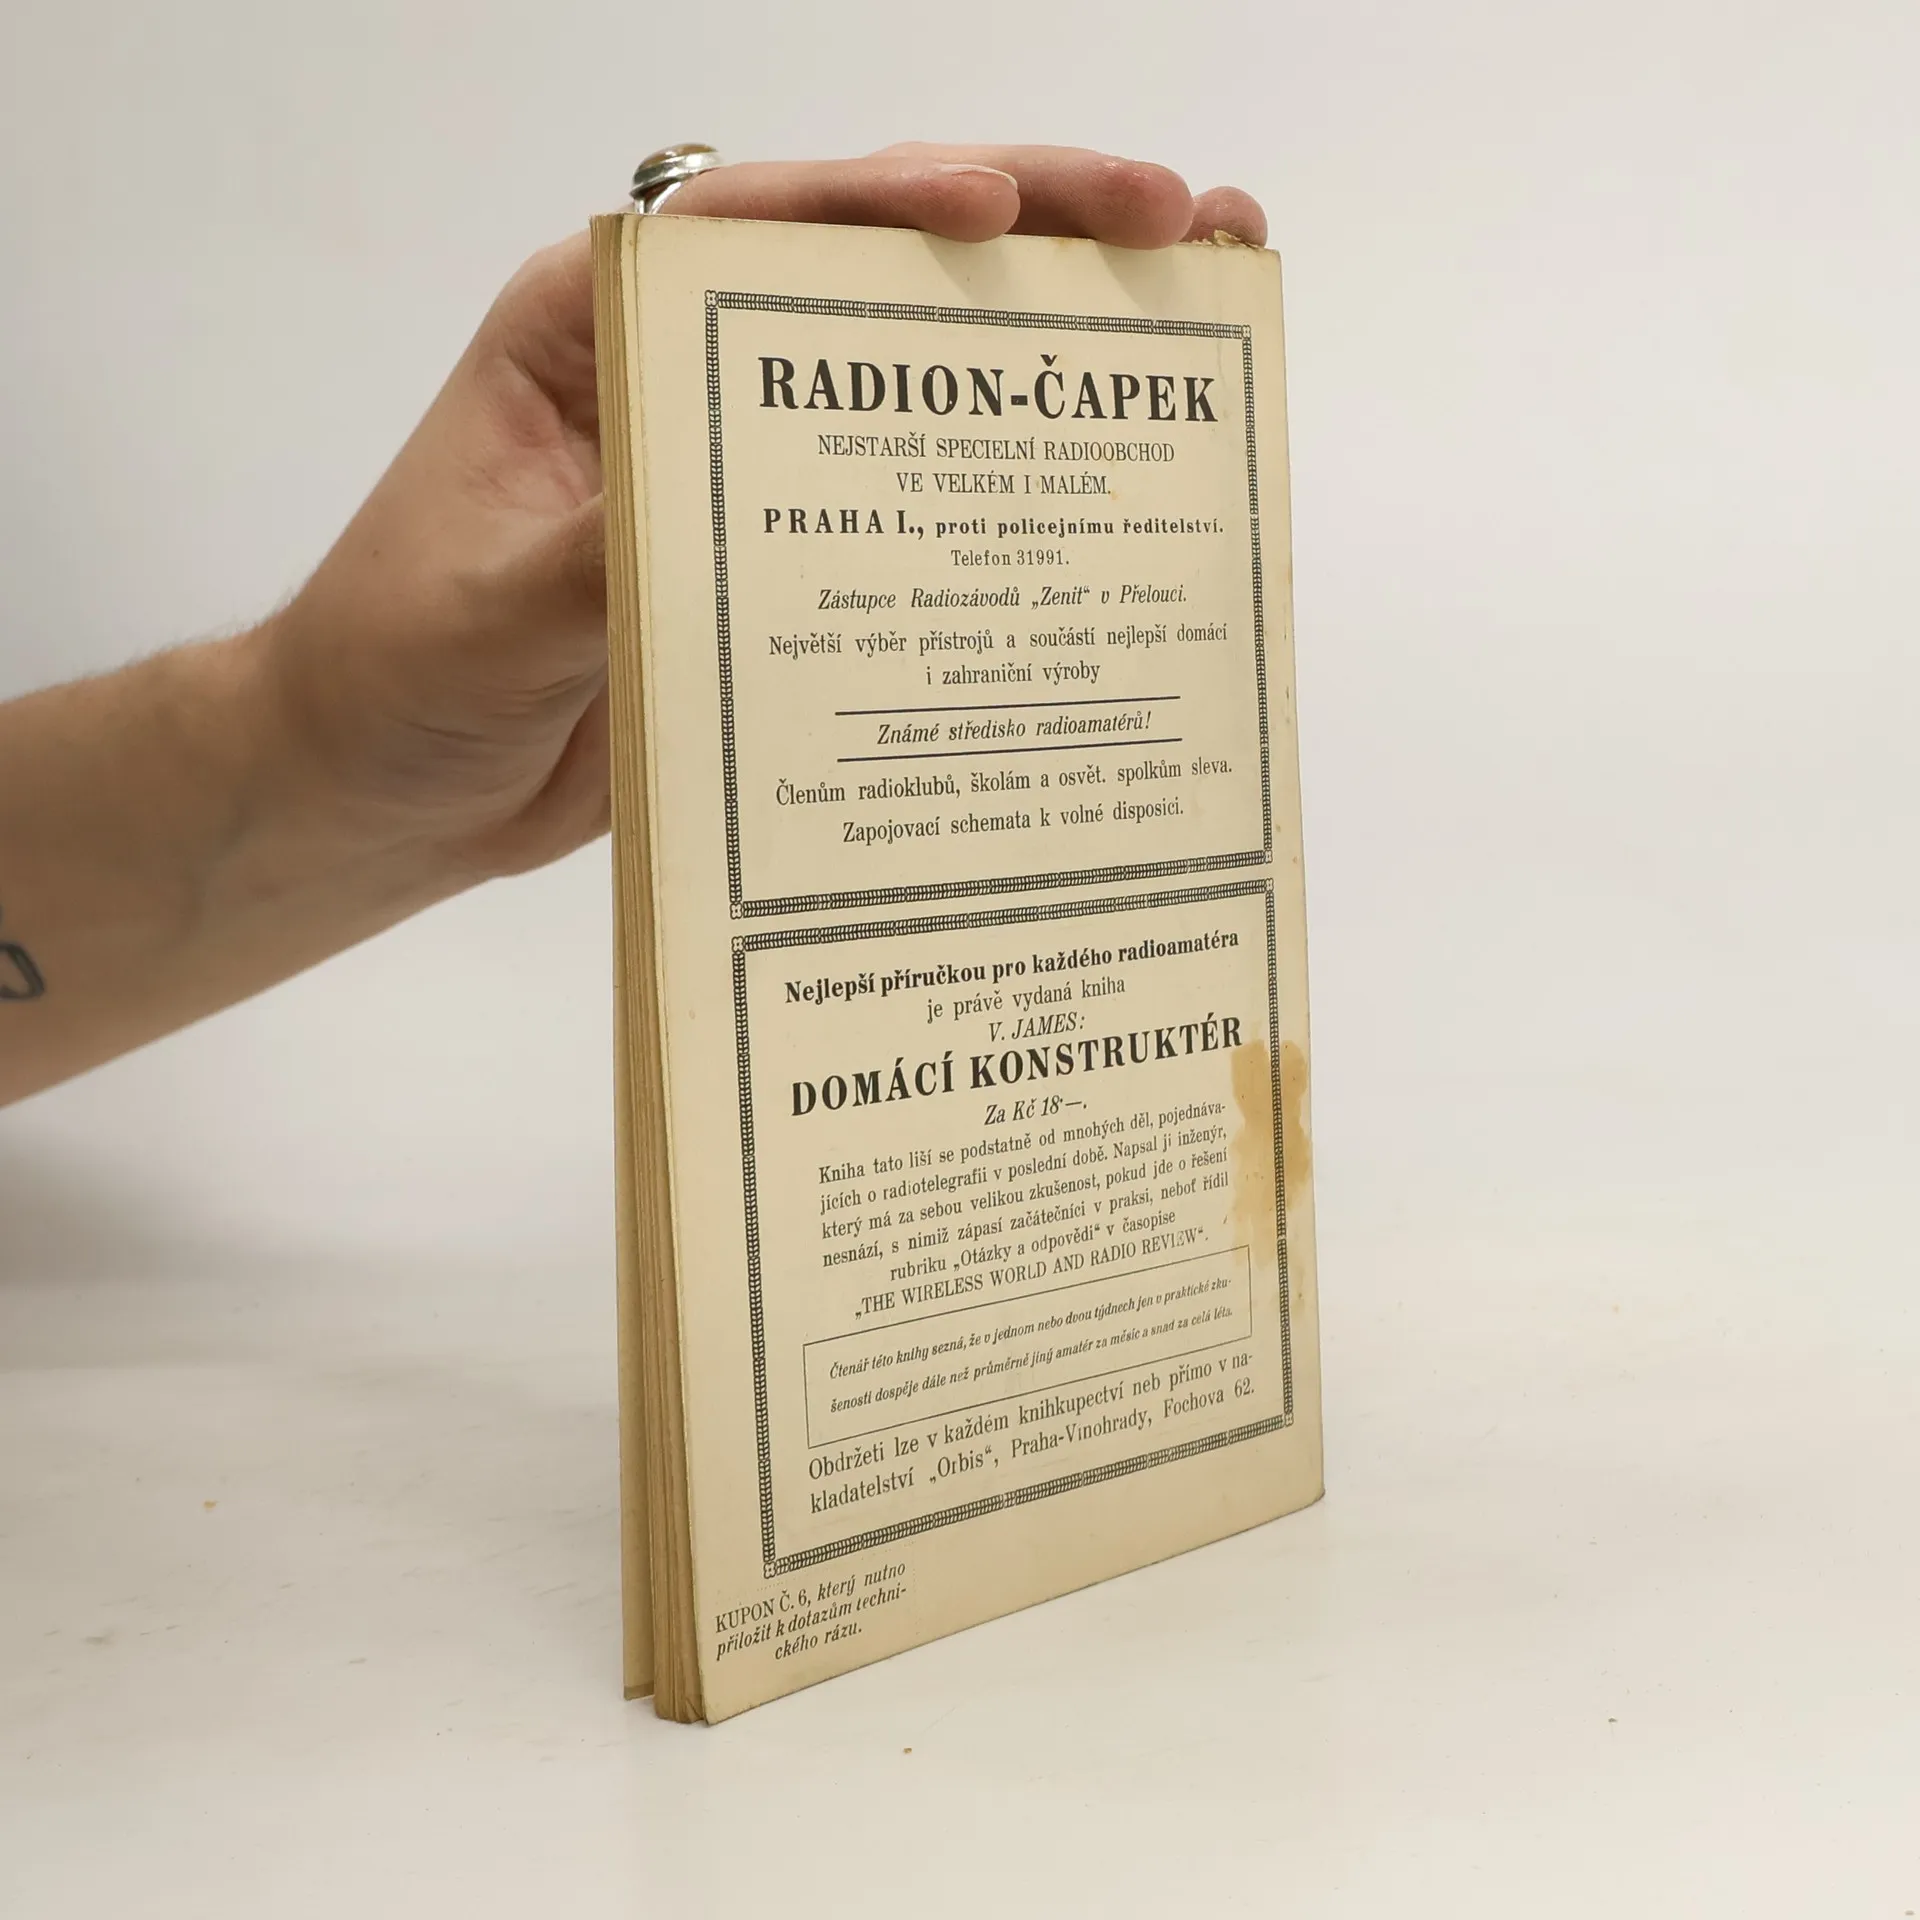 RADION-ČAPEK
NEJSTARŠÍ SPECIELNÍ RADIOOBCHOD
VE VELKÉM I MALÉM.
PRAHA I., proti policejnímu ředitelství.
Telefon 31991.
Zástupce Radiozávodů „Zenit“ v Přelouci.
Největší výběr přístrojů a součástí nejlepší domácí
i zahraniční výroby
Známé středisko radioamatérů!
Členům radioklubů, školám a osvět. spolkům sleva.
Zapojovací schemata k volné disposici.
Nejlepší příručkou pro každého radioamatéra
je právě vydaná kniha
V. JAMES:
DOMÁCÍ KONSTRUKTÉR
Za Kč 18·—.
Kniha tato liší se podstatně od mnohých děl, pojednáva-
jících o radiotelegrafii v poslední době. Napsal ji inženýr,
který má za sebou velikou zkušenost, pokud jde o řešení
nesnází, s nimiž zápasí začátečníci v praksi, neboť řídil
rubriku „Otázky a odpovědi“ v časopise
„THE WIRELESS WORLD AND RADIO REVIEW“.
Čtenář této knihy sezná, že v jednom nebo dvou týdnech jen v praktické zku-
šenosti dospěje dále než průměrně jiný amatér za měsíc a snad za celá léta.
Obdržeti lze v každém knihkupectví neb přímo v na-
kladatelství „Orbis“, Praha-Vinohrady, Fochova 62.
KUPON Č. 6, který nutno
přiložit k dotazům techni-
ckého rázu.